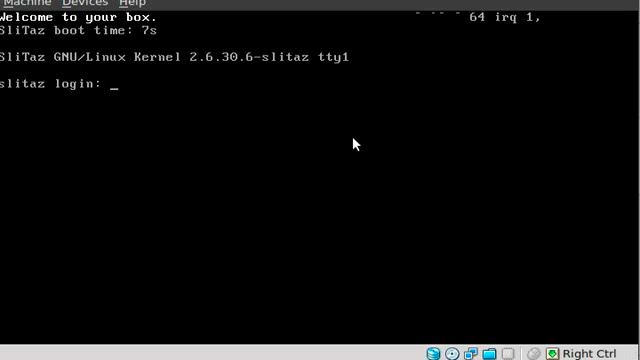 Machine Devices Help
Welcome to your box. 64 irq 1,
SliTaz boot time: 7s
SliTaz GNU/Linux Kernel 2.6.30.6-slitaz tty1
slitaz login: _
Right Ctrl